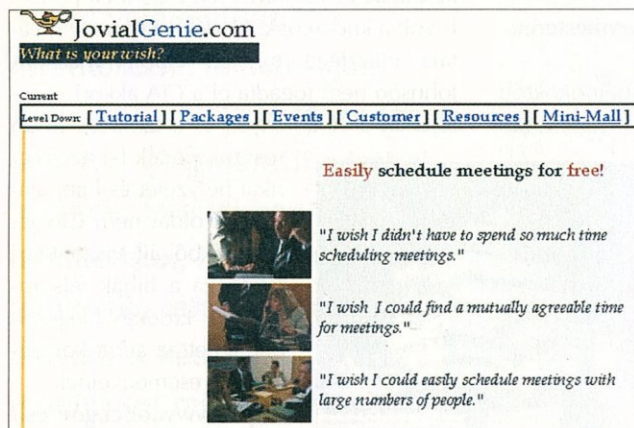 JovialGenie.com
What is your wish?
Current
Level Down: [ Tutorial ] [ Packages ] [ Events ] [ Customer ] [ Resources ] [ Mini-Mall ]
Easily schedule meetings for free!
"I wish I didn't have to spend so much time
scheduling meetings."
"I wish I could find a mutually agreeable time
for meetings."
"I wish I could easily schedule meetings with
large numbers of people."